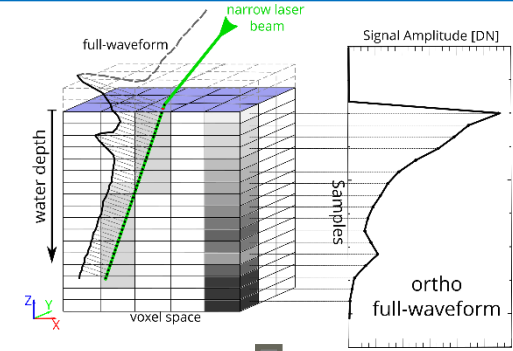 narrow laser
beam
full-waveform
Signal Amplitude [DN]
water depth
Samples
ortho
full-waveform
Z
Y
X
voxel space